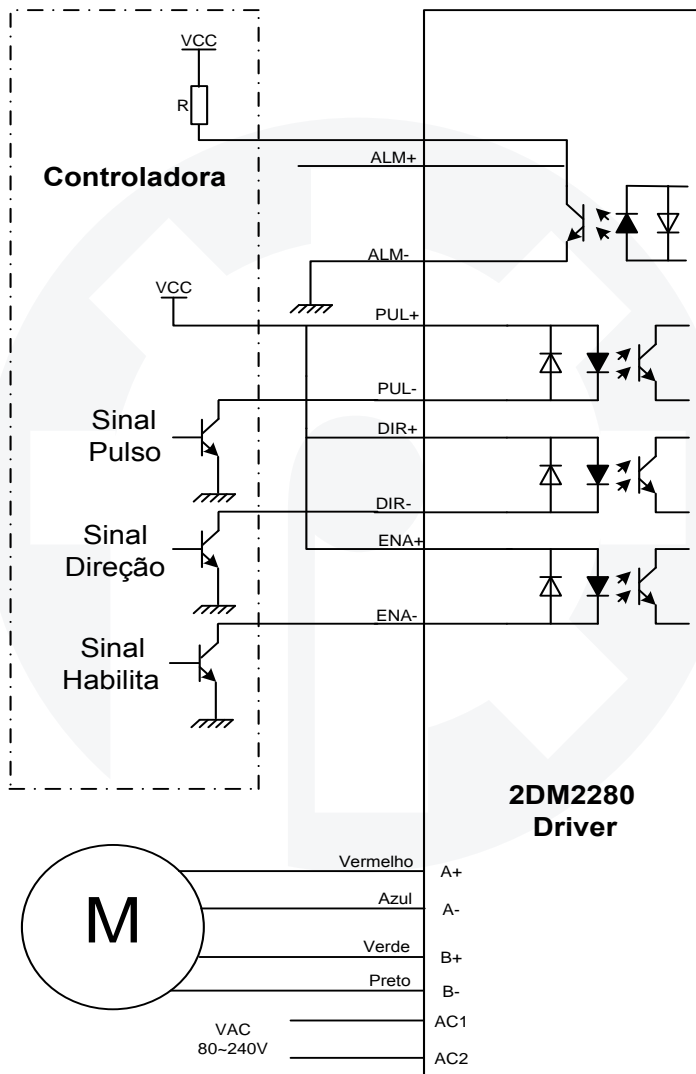 VCC
R
ALM+
Controladora
ALM-
VCC
PUL+
PUL-
Sinal
Pulso
DIR+
DIR-
Sinal
Direção
ENA+
ENA-
Sinal
Habilita
2DM2280
Driver
M
Vermelho
A+
Azul
A-
Verde
B+
Preto
B-
VAC
80~240V
AC1
AC2